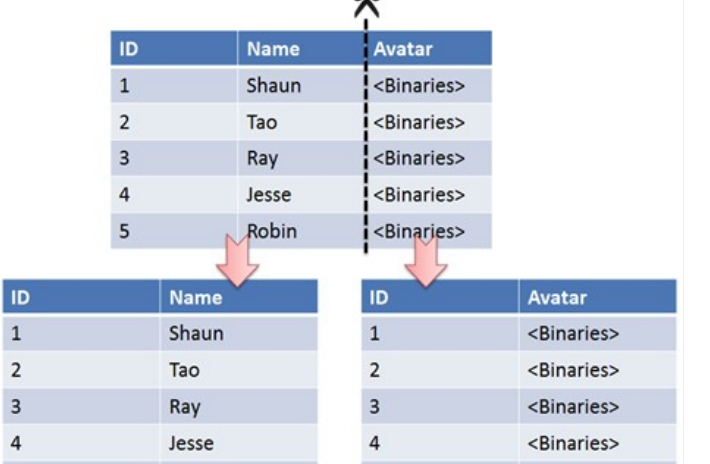 ID Name Avatar
1 Shaun <Binaries>
2 Tao <Binaries>
3 Ray <Binaries>
4 Jesse <Binaries>
5 Robin <Binaries>
ID Name
1 Shaun
2 Tao
3 Ray
4 Jesse
ID Avatar
1 <Binaries>
2 <Binaries>
3 <Binaries>
4 <Binaries>